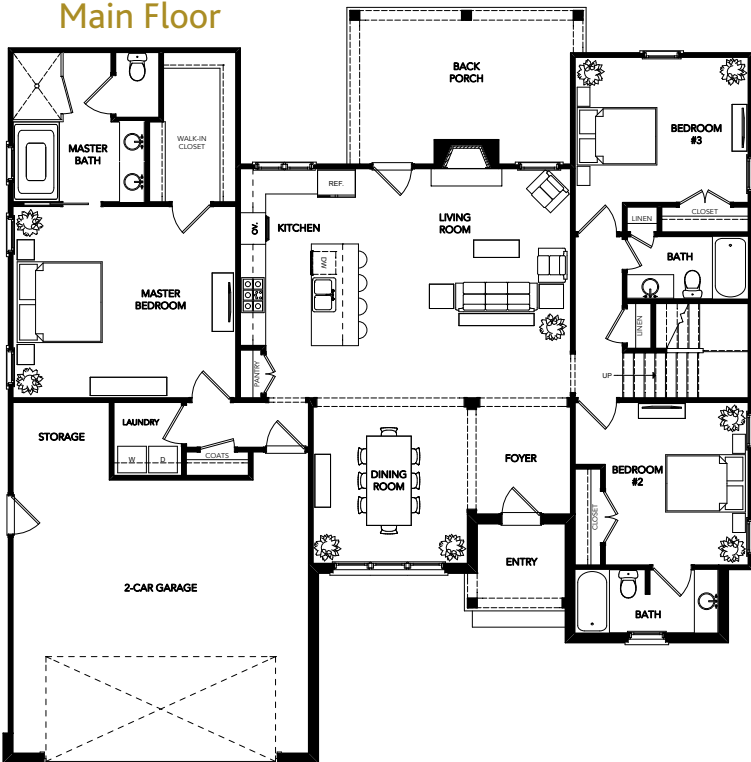 Main Floor
BACK
PORCH
BEDROOM
#3
WALK-IN
CLOSET
MASTER
BATH
REF.
CLOSET
LINEN
OV.
KITCHEN
LIVING
ROOM
BATH
DW
MASTER
BEDROOM
LINEN
PANTRY
UP
LAUNDRY
STORAGE
W
D
COATS
DINING
ROOM
FOYER
BEDROOM
#2
CLOSET
ENTRY
2-CAR GARAGE
BATH